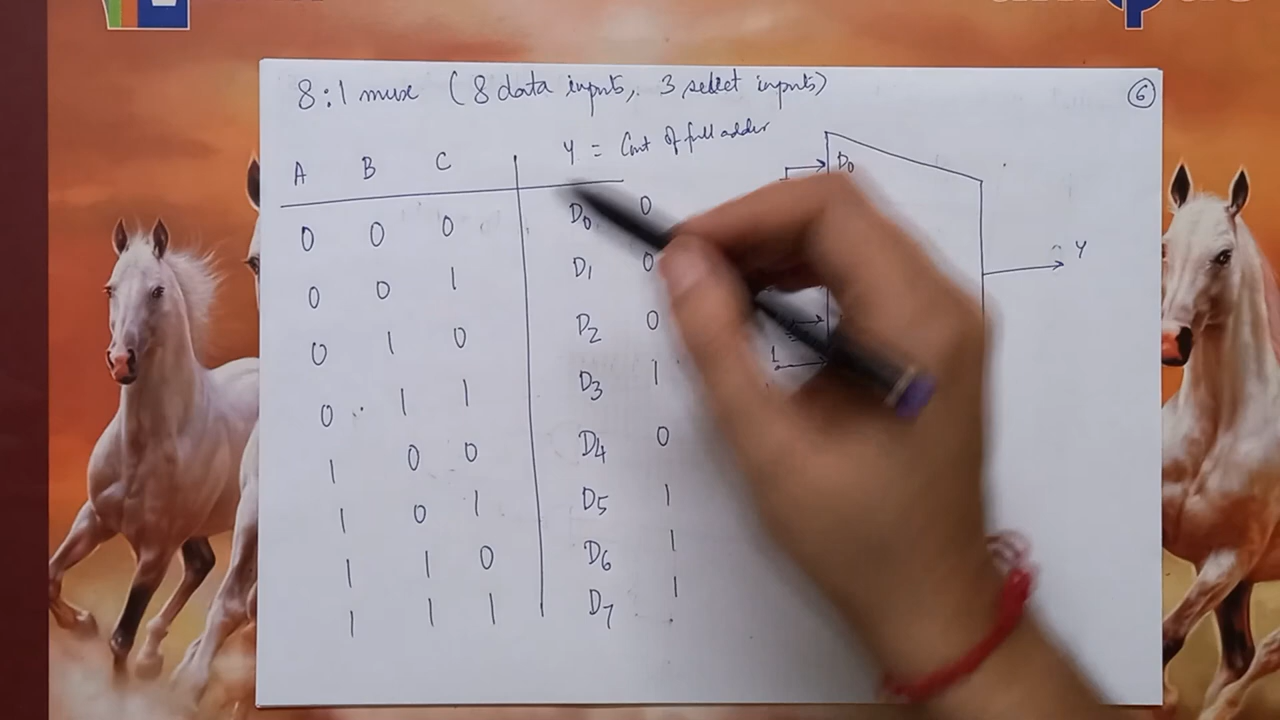 8:1 mux (8 data inputs, 3 select inputs)
6
A B C Y = Cout of full adder
0 0 0 D0 0
0 0 1 D1 0
0 1 0 D2 0
0 1 1 D3 1
1 0 0 D4 0
1 0 1 D5 1
1 1 0 D6 1
1 1 1 D7 1
D0
Y
1